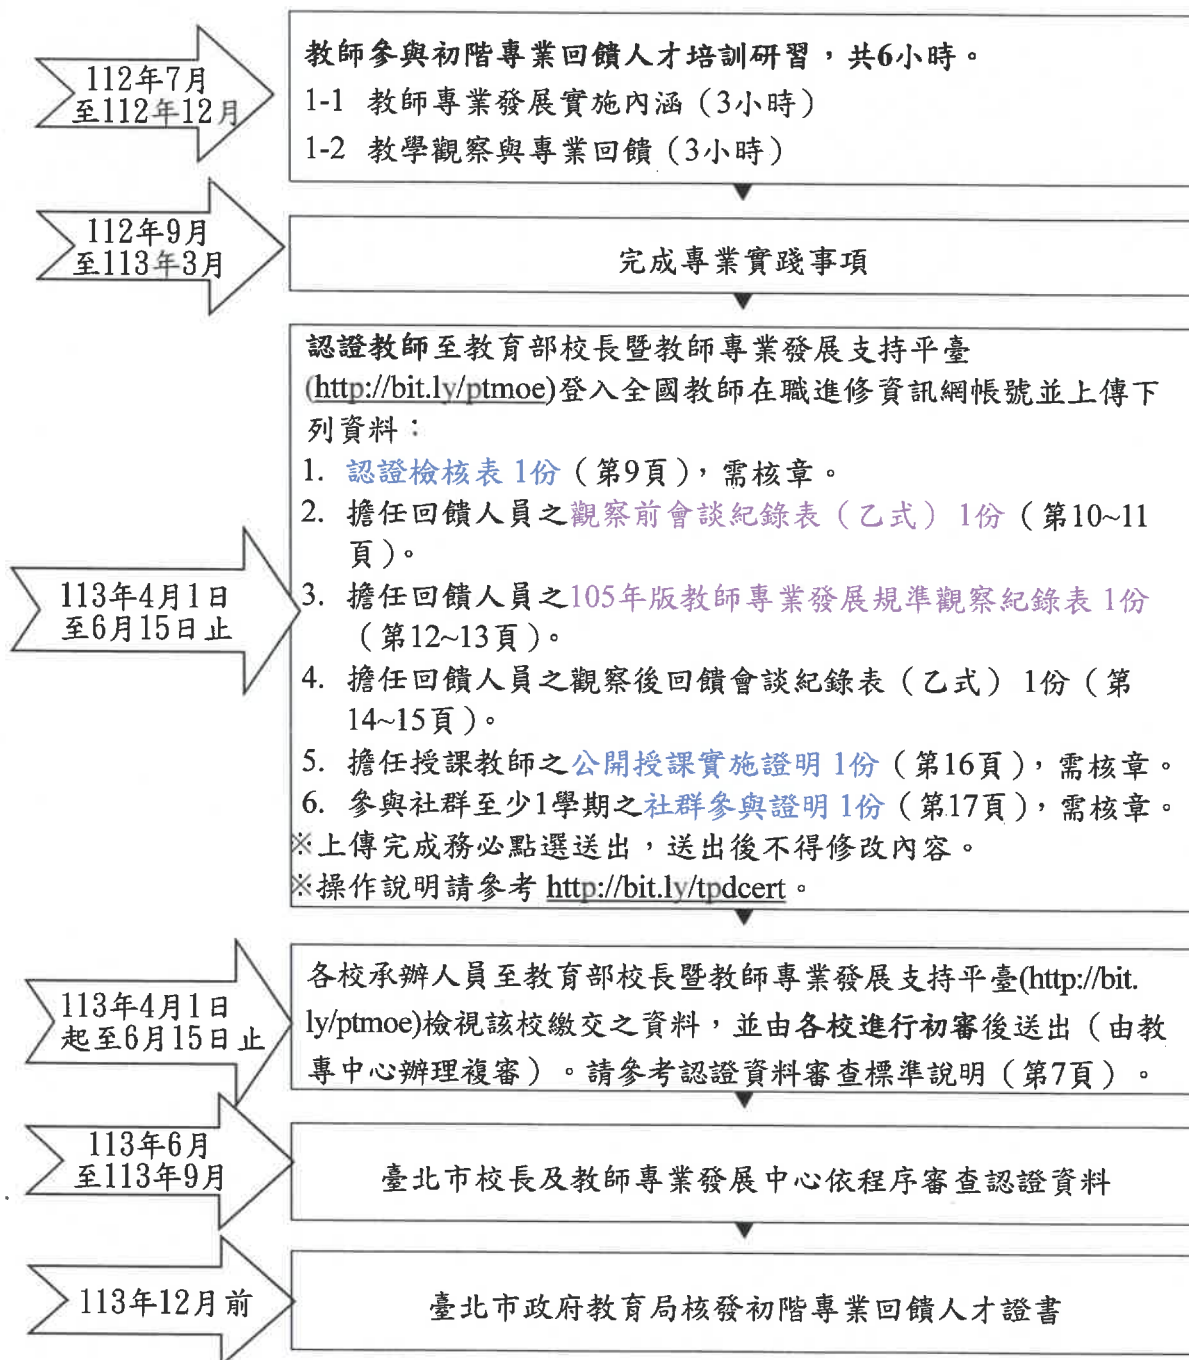 112年7月
至112年12月
教師參與初階專業回饋人才培訓研習，共6小時。
1-1 教師專業發展實施內涵（3小時）
1-2 教學觀察與專業回饋（3小時）
112年9月
至113年3月
完成專業實踐事項
113年4月1日
至6月15日止
認證教師至教育部校長暨教師專業發展支持平臺
(http://bit.ly/ptmoe)登入全國教師在職進修資訊網帳號並上傳下
列資料：
1. 認證檢核表 1份（第9頁），需核章。
2. 擔任回饋人員之觀察前會談紀錄表（乙式） 1份（第10~11
頁）。
3. 擔任回饋人員之105年版教師專業發展規準觀察紀錄表 1份
（第12~13頁）。
4. 擔任回饋人員之觀察後回饋會談紀錄表（乙式） 1份（第
14~15頁）。
5. 擔任授課教師之公開授課實施證明 1份（第16頁），需核章。
6. 參與社群至少1學期之社群參與證明 1份（第17頁），需核章。
※上傳完成務必點選送出，送出後不得修改內容。
※操作說明請參考 http://bit.ly/tpdcert。
113年4月1日
起至6月15日止
各校承辦人員至教育部校長暨教師專業發展支持平臺(http://bit.
ly/ptmoe)檢視該校繳交之資料，並由各校進行初審後送出（由教
專中心辦理複審）。請參考認證資料審查標準說明（第7頁）。
113年6月
至113年9月
臺北市校長及教師專業發展中心依程序審查認證資料
113年12月前
臺北市政府教育局核發初階專業回饋人才證書